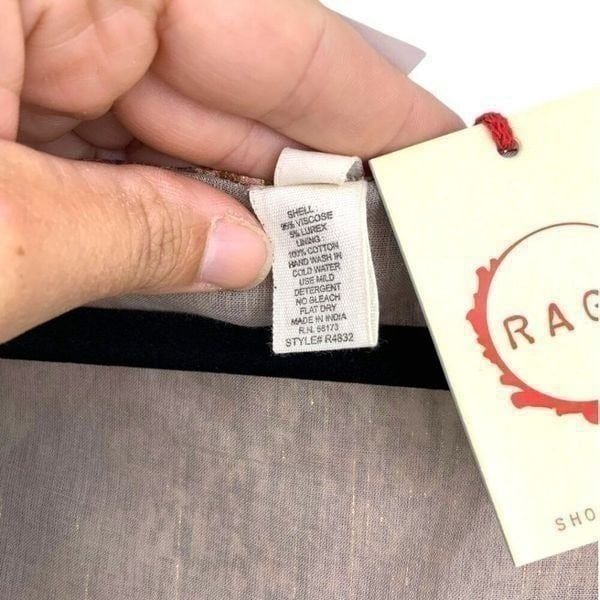 SHELL :
95% VISCOSE
5% LUREX
LINING :
100% COTTON
HAND WASH IN
COLD WATER
USE MILD
DETERGENT
NO BLEACH
FLAT DRY
MADE IN INDIA
R.N. 56173
STYLE# R4832
RAG
SHO